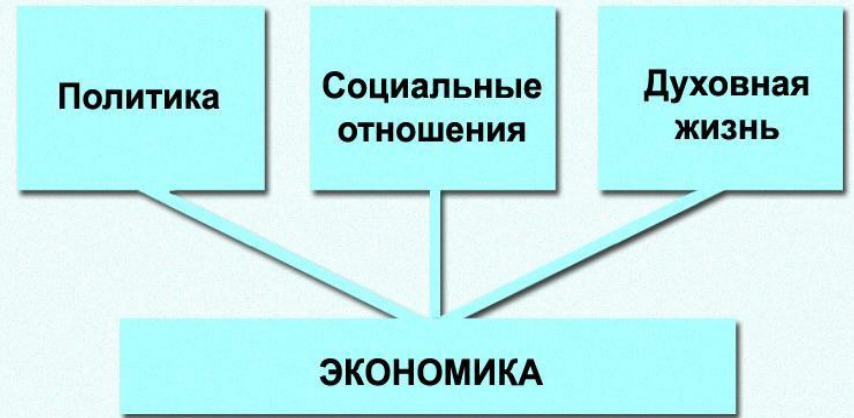 Политика
Социальные
отношения
Духовная
жизнь
ЭКОНОМИКА